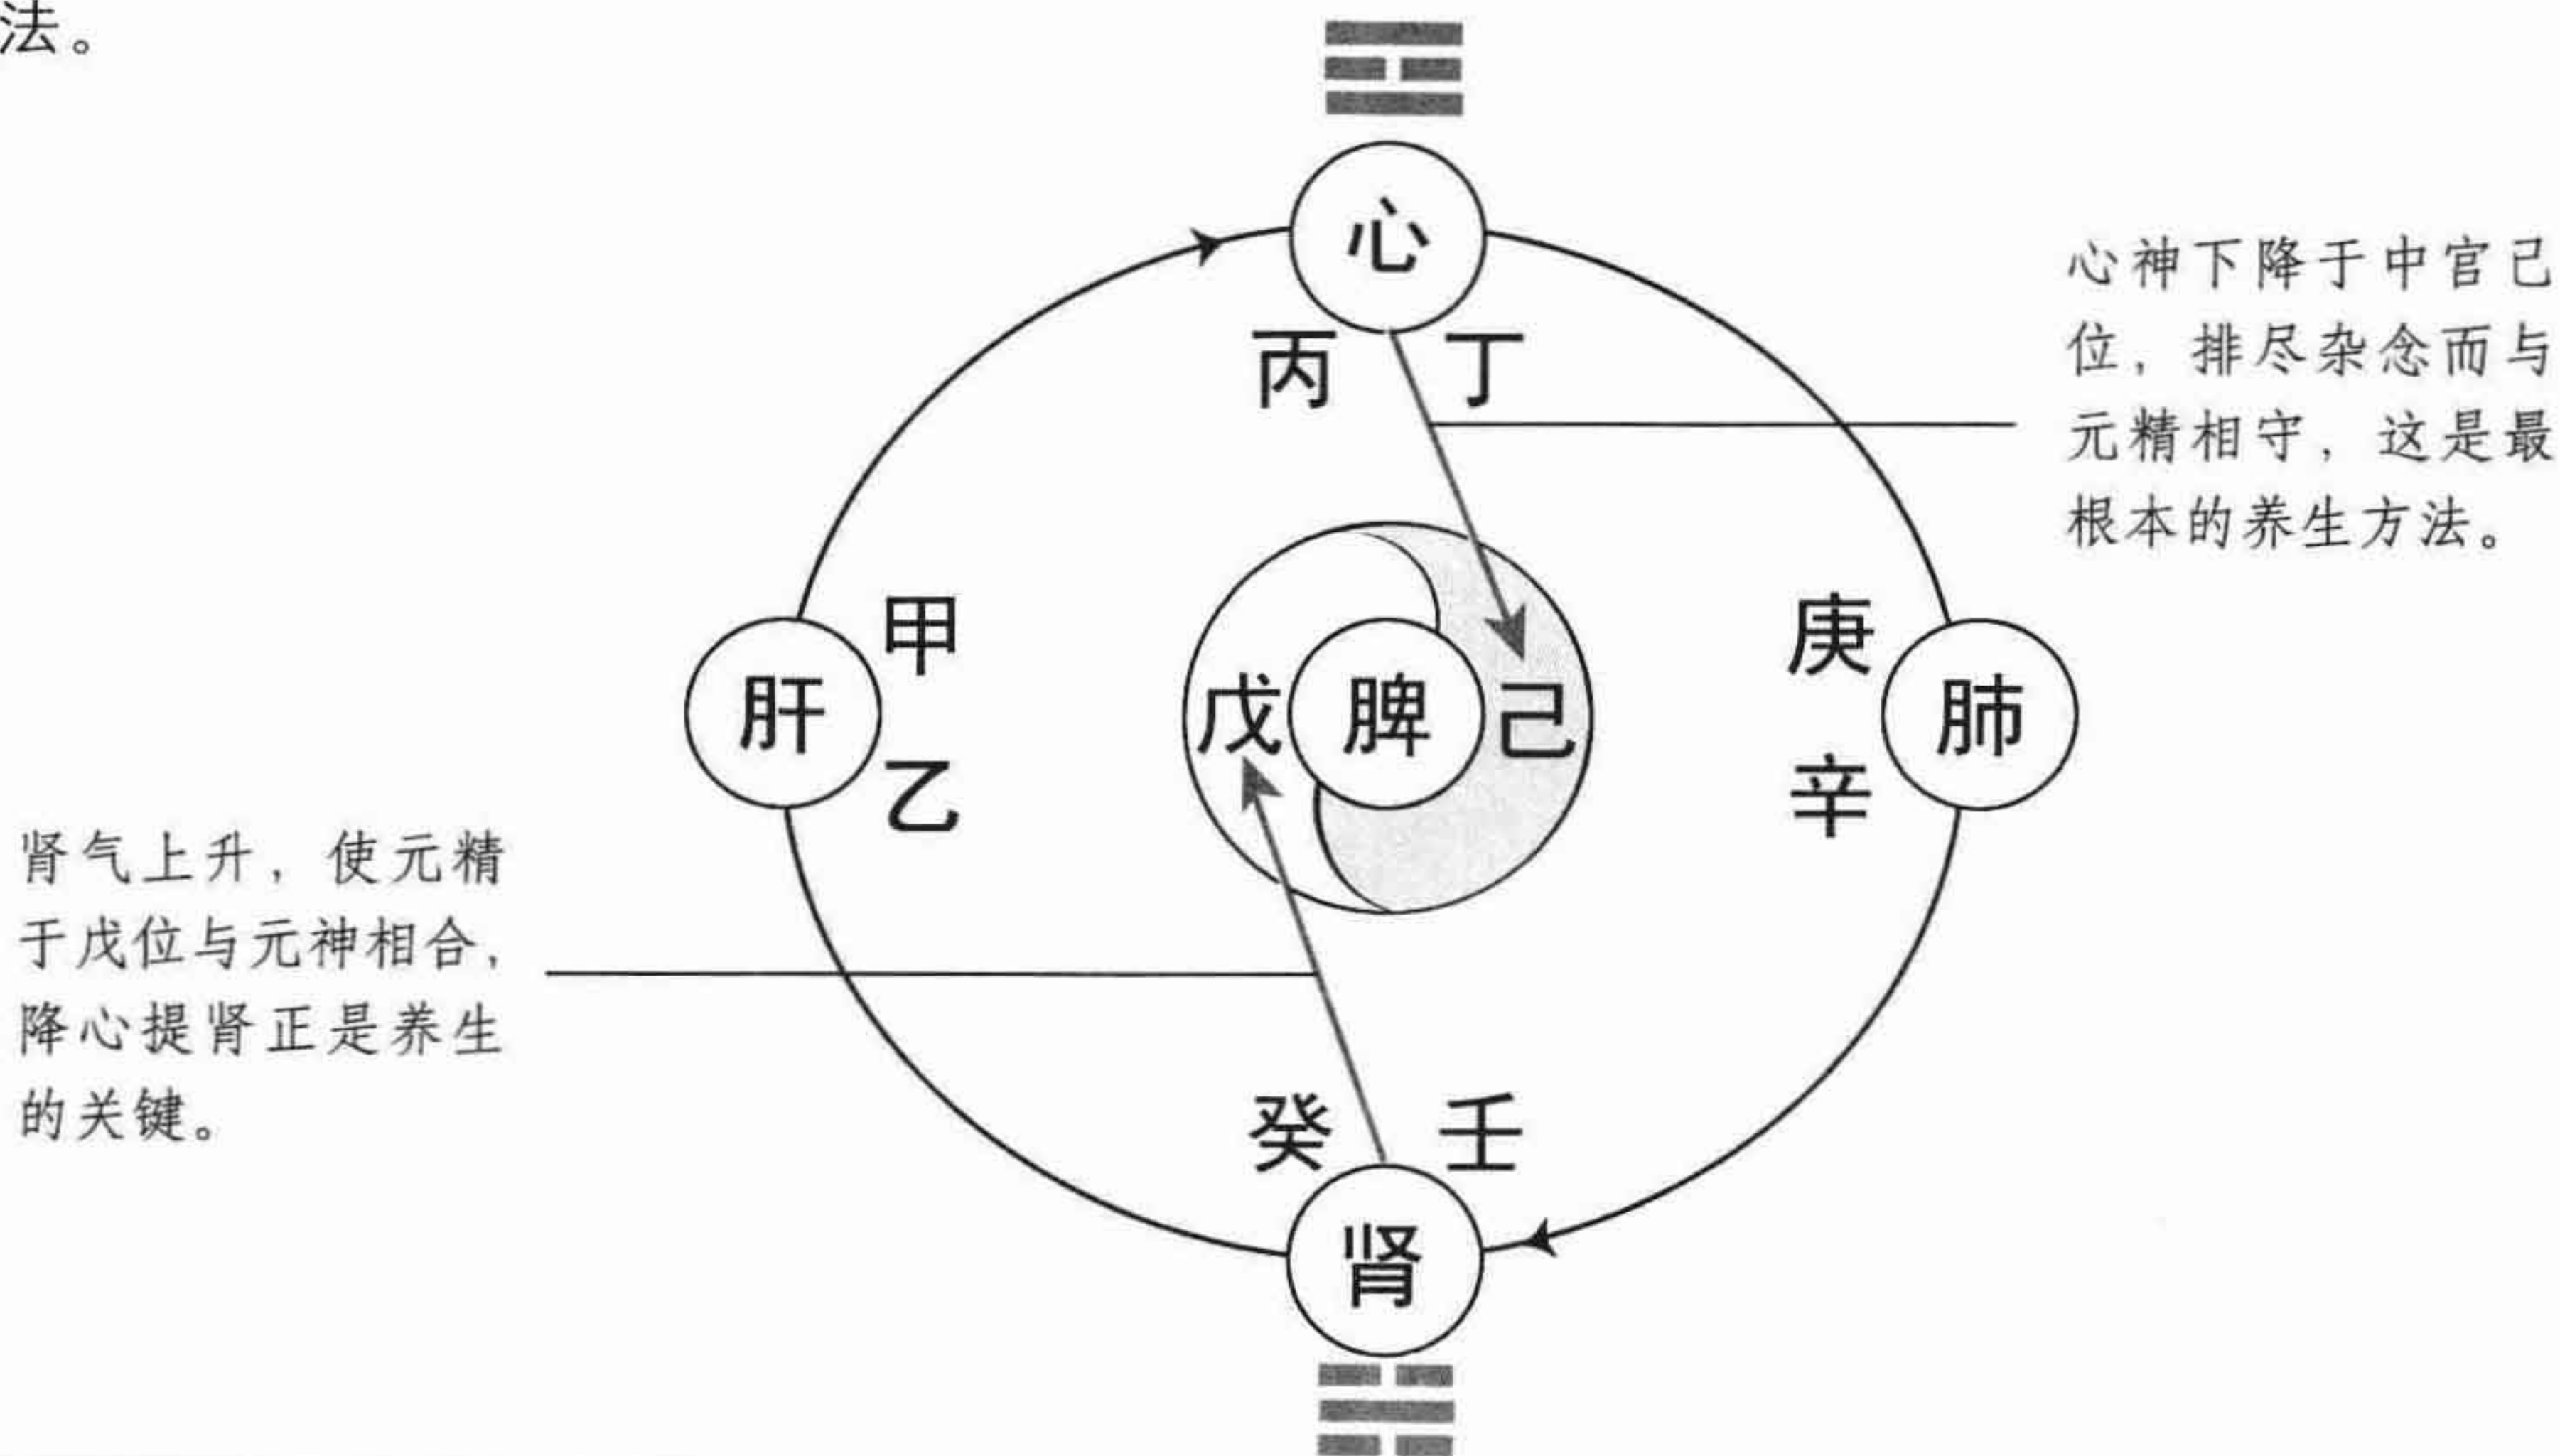 法。
心
丙 丁
心神下降于中官己
位，排尽杂念而与
元精相守，这是最
根本的养生方法。
甲
肝
乙
戊 脾 己
庚
肺
辛
肾气上升，使元精
于戊位与元神相合，
降心提肾正是养生
的关键。
癸 壬
肾